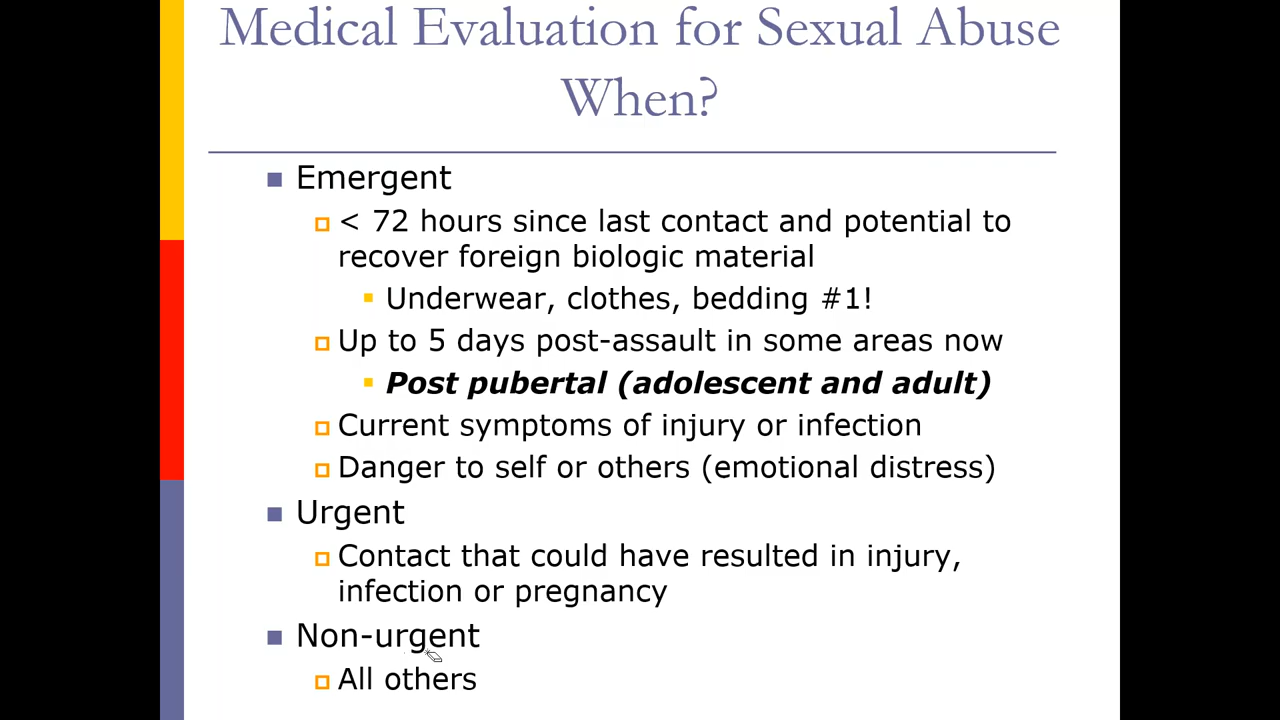 Medical Evaluation for Sexual Abuse
When?
Emergent
< 72 hours since last contact and potential to
recover foreign biologic material
Underwear, clothes, bedding #1!
Up to 5 days post-assault in some areas now
Post pubertal (adolescent and adult)
Current symptoms of injury or infection
Danger to self or others (emotional distress)
Urgent
Contact that could have resulted in injury,
infection or pregnancy
Non-urgent
All others